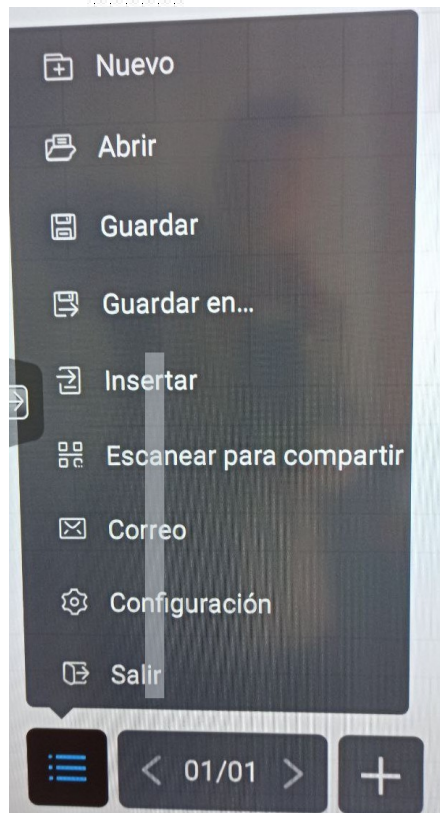 Nuevo
Abrir
Guardar
Guardar en...
Insertar
Escanear para compartir
Correo
Configuración
Salir
01/01